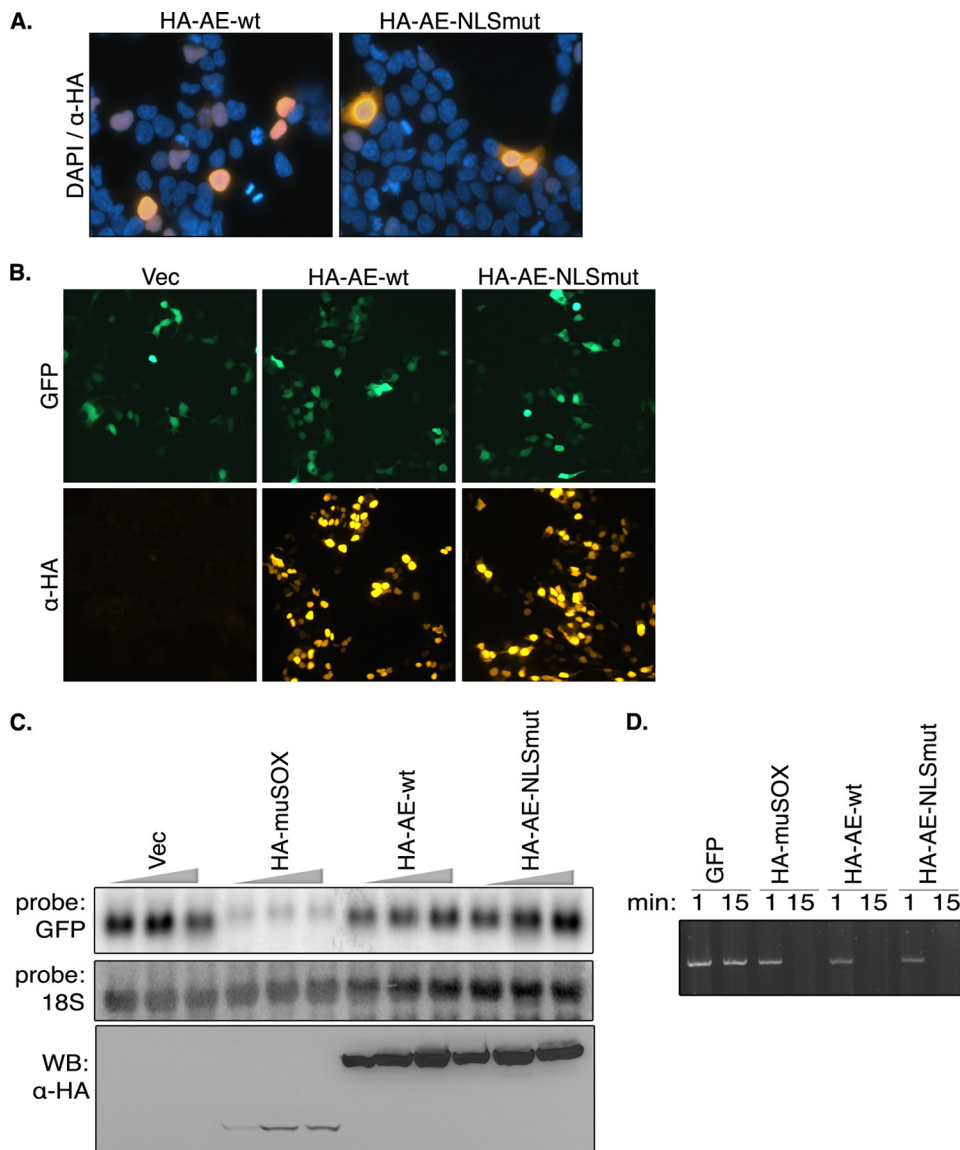 A.
HA-AE-wt HA-AE-NLSmut
DAPI / α-HA
B.
Vec HA-AE-wt HA-AE-NLSmut
GFP
α-HA
C.
Vec HA-muSOX HA-AE-wt HA-AE-NLSmut
probe:
GFP
probe:
18S
WB:
α-HA
D.
GFP HA-muSOX HA-AE-wt HA-AE-NLSmut
min: 1 15 1 15 1 15 1 15